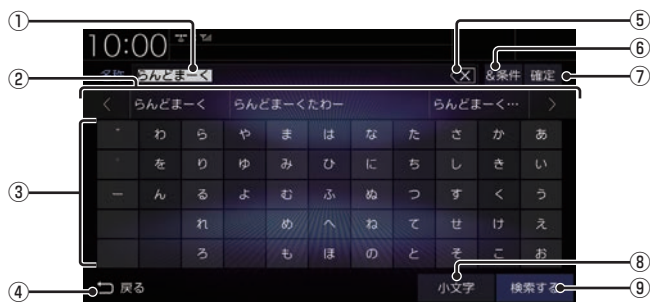 ①
⑤
⑥
10:00
②
名称 らんどまーく &条件 確定
⑦
< らんどまーく らんどまーくたわー らんどまーく… >
③
゛ わ ら や ま は な た さ か あ
゜ を り ゆ み ひ に ち し き い
ー ん る よ む ふ ぬ つ す く う
れ め へ ね て せ け え
ろ も ほ の と そ こ お
⑧
④
戻る 小文字 検索する
⑨